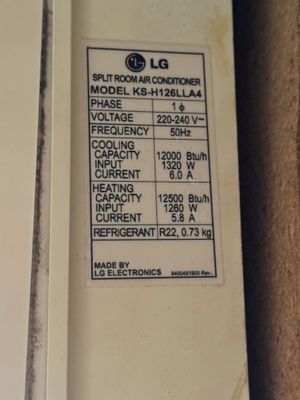 LG
SPLIT ROOM AIR CONDITIONER
MODEL KS-H126LLA4
PHASE 1 ϕ
VOLTAGE 220-240 V~
FREQUENCY 50Hz
COOLING
CAPACITY 12000 Btu/h
INPUT 1320 W
CURRENT 6.0 A
HEATING
CAPACITY 12500 Btu/h
INPUT 1260 W
CURRENT 5.8 A
REFRIGERANT R22, 0.73 kg
MADE BY
LG ELECTRONICS